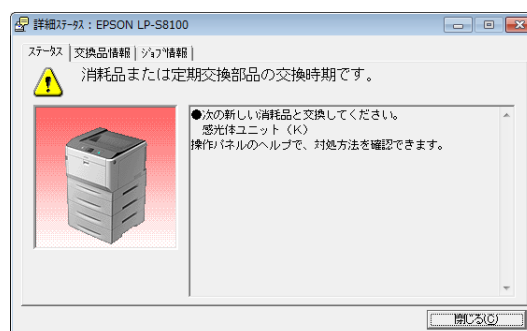 詳細ステータス : EPSON LP-S8100
ステータス 交換品情報 ジョブ情報
消耗品または定期交換部品の交換時期です。
●次の新しい消耗品と交換してください。
感光体ユニット（K）
操作パネルのヘルプで、対処方法を確認できます。
閉じる(C)